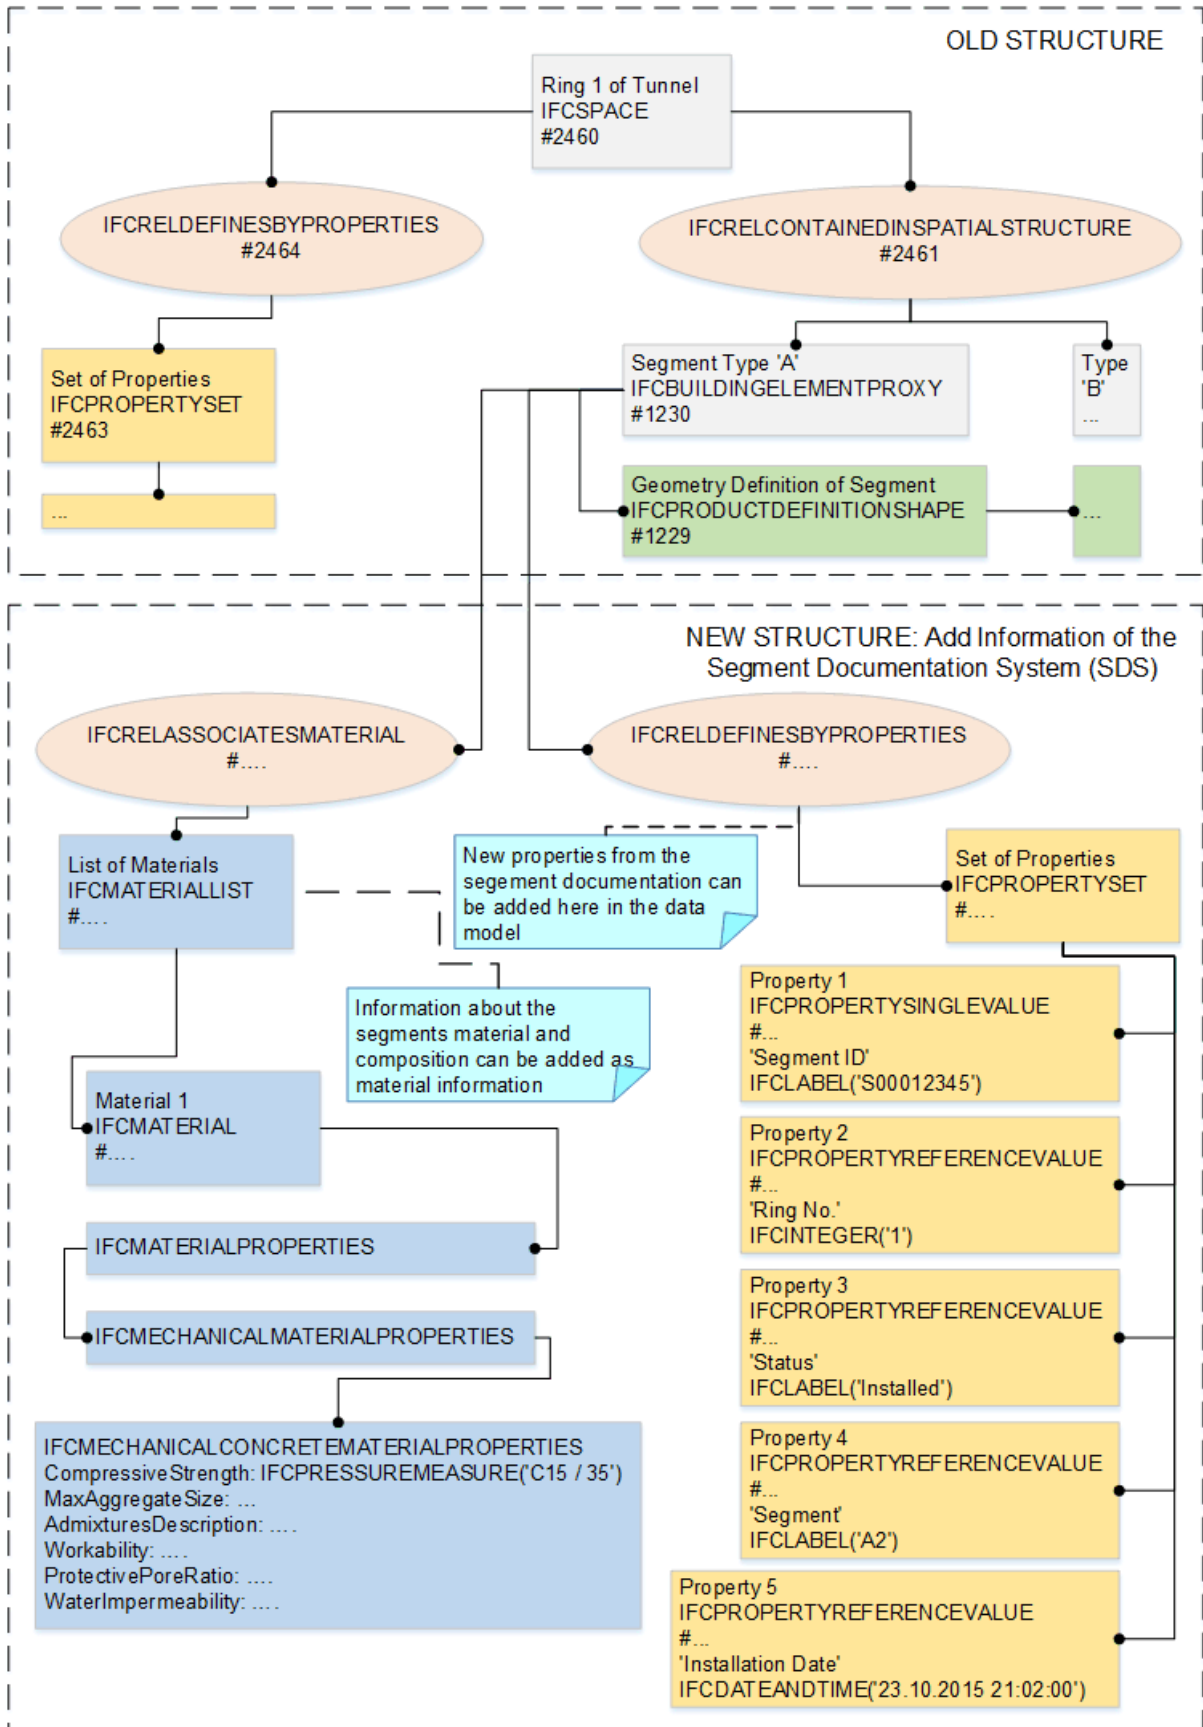 OLD STRUCTURE
Ring 1 of Tunnel
IFCSPACE
#2460
IFCRELDEFINESBYPROPERTIES
#2464
IFCRELCONTAINEDINSPATIALSTRUCTURE
#2461
Set of Properties
IFCPROPERTYSET
#2463
...
Segment Type 'A'
IFCBUILDINGELEMENTPROXY
#1230
Type
'B'
...
Geometry Definition of Segment
IFCPRODUCTDEFINITIONSHAPE
#1229
...
NEW STRUCTURE: Add Information of the
Segment Documentation System (SDS)
IFCRELASSOCIATESMATERIAL
#....
IFCRELDEFINESBYPROPERTIES
#....
List of Materials
IFCMATERIALLIST
#....
New properties from the
segement documentation can
be added here in the data
model
Set of Properties
IFCPROPERTYSET
#....
Information about the
segments material and
composition can be added as
material information
Material 1
IFCMATERIAL
#....
IFCMATERIALPROPERTIES
IFCMECHANICALMATERIALPROPERTIES
IFCMECHANICALCONCRETEMATERIALPROPERTIES
CompressiveStrength: IFCPRESSUREMEASURE('C15 / 35')
MaxAggregateSize: ...
AdmixturesDescription: ....
Workability: ....
ProtectivePoreRatio: ....
WaterImpermeability: ....
Property 1
IFCPROPERTYSINGLEVALUE
#...
'Segment ID'
IFCLABEL('S00012345')
Property 2
IFCPROPERTYREFERENCEVALUE
#...
'Ring No.'
IFCINTEGER('1')
Property 3
IFCPROPERTYREFERENCEVALUE
#...
'Status'
IFCLABEL('Installed')
Property 4
IFCPROPERTYREFERENCEVALUE
#...
'Segment'
IFCLABEL('A2')
Property 5
IFCPROPERTYREFERENCEVALUE
#...
'Installation Date'
IFCDATEANDTIME('23.10.2015 21:02:00')